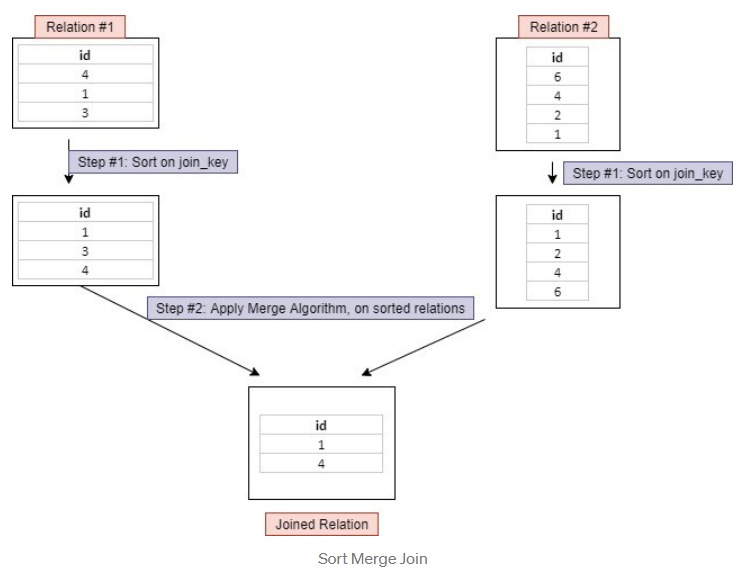 Relation #1
id
4
1
3
Relation #2
id
6
4
2
1
Step #1: Sort on join_key
Step #1: Sort on join_key
id
1
3
4
id
1
2
4
6
Step #2: Apply Merge Algorithm, on sorted relations
id
1
4
Joined Relation
Sort Merge Join